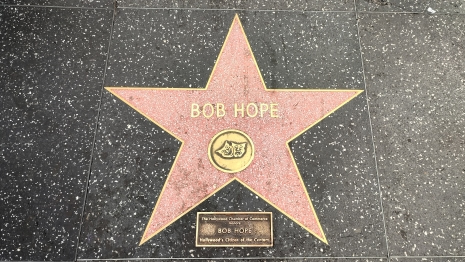 BOB HOPE
The Hollywood Chamber of Commerce
BOB HOPE
Hollywood's Citizen of the Century